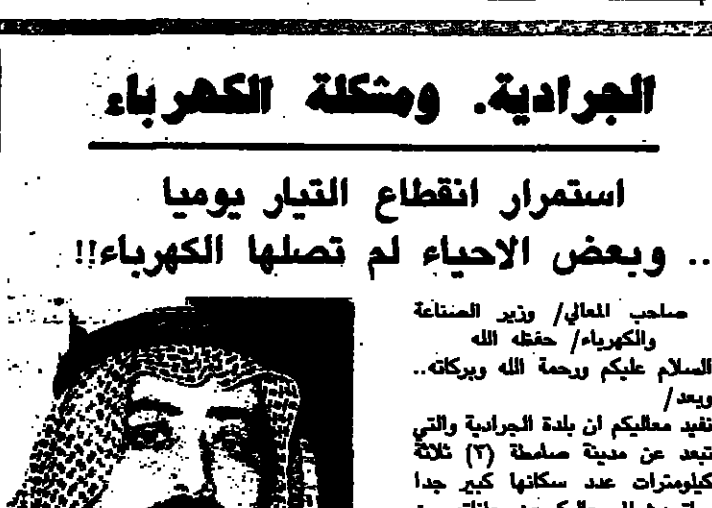 الجرادية. ومشكلة الكهرباء
استمرار انقطاع التيار يوميا
.. وبعض الاحياء لم تصلها الكهرباء!!
صاحب المعالي/ وزير الصناعة
والكهرباء/ حفظه الله
السلام عليكم ورحمة الله وبركاته..
وبعد/
نفيد معاليكم ان بلدة الجرادية والتي
تبعد عن مدينة صامطة (٣) ثلاثة
كيلومترات عدد سكانها كبير جدا